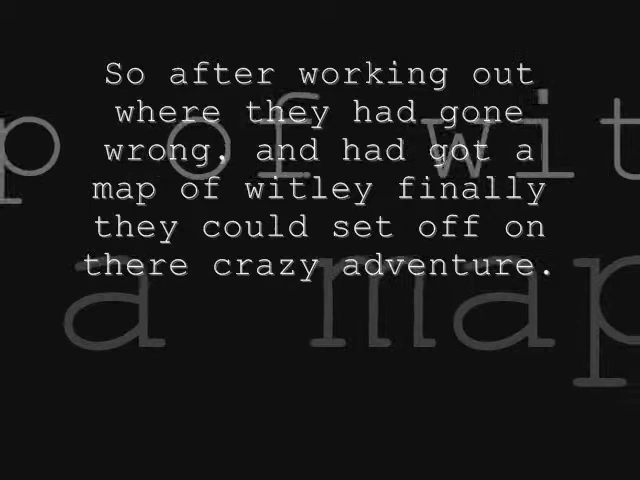 So after working out
where they had gone
wrong. and had got a
map of witley finally
they could set off on
there crazy adventure.
p of wit
a map